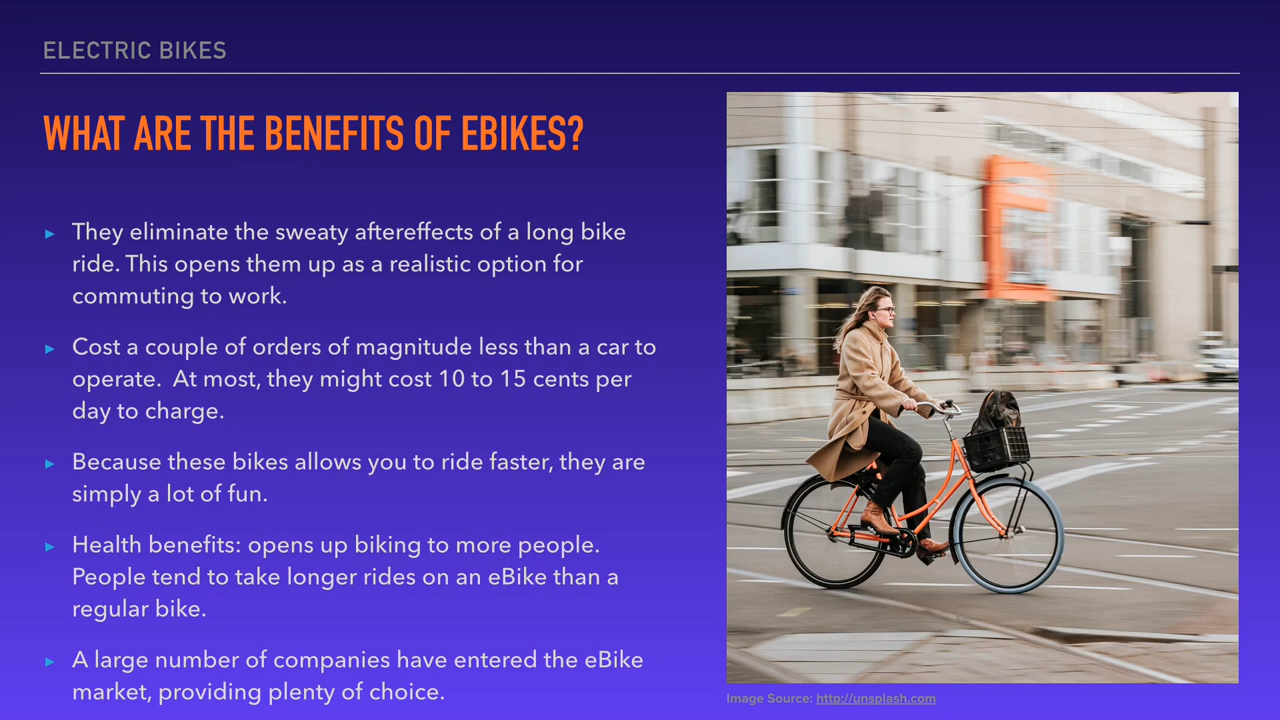 ELECTRIC BIKES
WHAT ARE THE BENEFITS OF EBIKES?
▸ They eliminate the sweaty aftereffects of a long bike
ride. This opens them up as a realistic option for
commuting to work.
▸ Cost a couple of orders of magnitude less than a car to
operate.  At most, they might cost 10 to 15 cents per
day to charge.
▸ Because these bikes allows you to ride faster, they are
simply a lot of fun.
▸ Health benefits: opens up biking to more people.
People tend to take longer rides on an eBike than a
regular bike.
▸ A large number of companies have entered the eBike
market, providing plenty of choice.
Image Source: http://unsplash.com